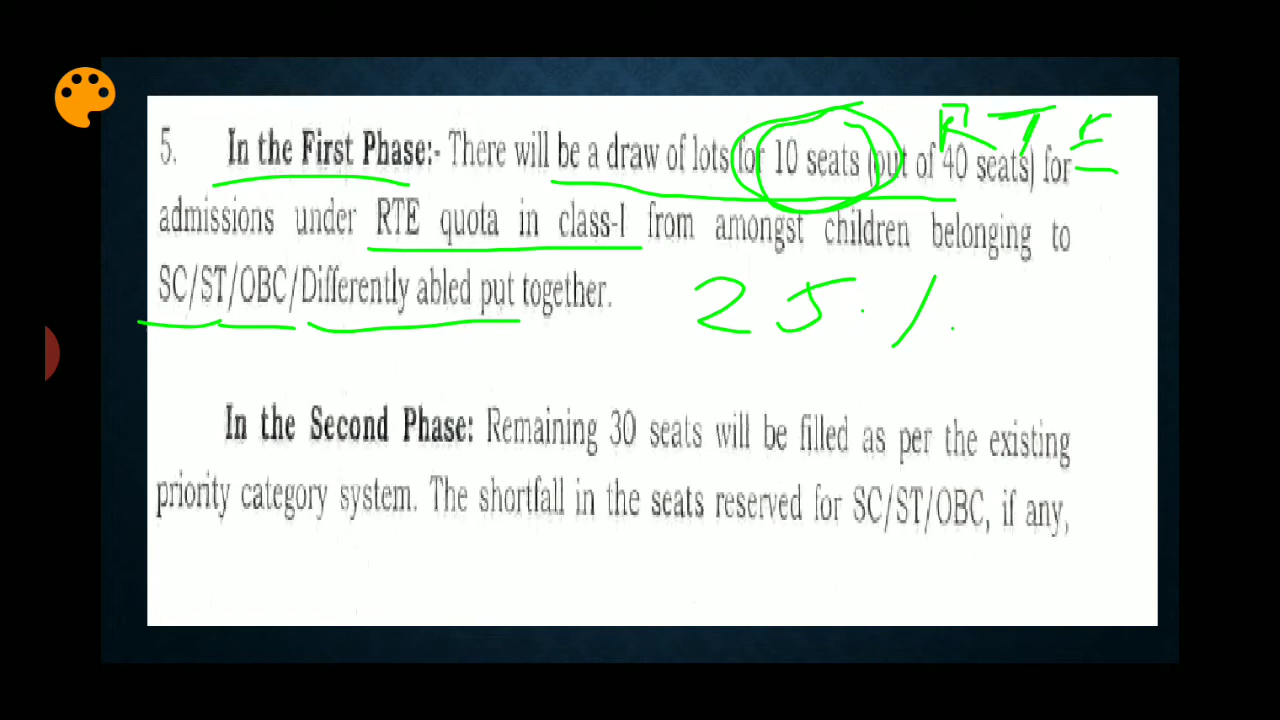 5. In the First Phase:- There will be a draw of lots for 10 seats (out of 40 seats) for
RTE
admissions under RTE quota in class-I from amongst children belonging to
SC/ST/OBC/Differently abled put together.
25%
In the Second Phase: Remaining 30 seats will be filled as per the existing
priority category system. The shortfall in the seats reserved for SC/ST/OBC, if any,